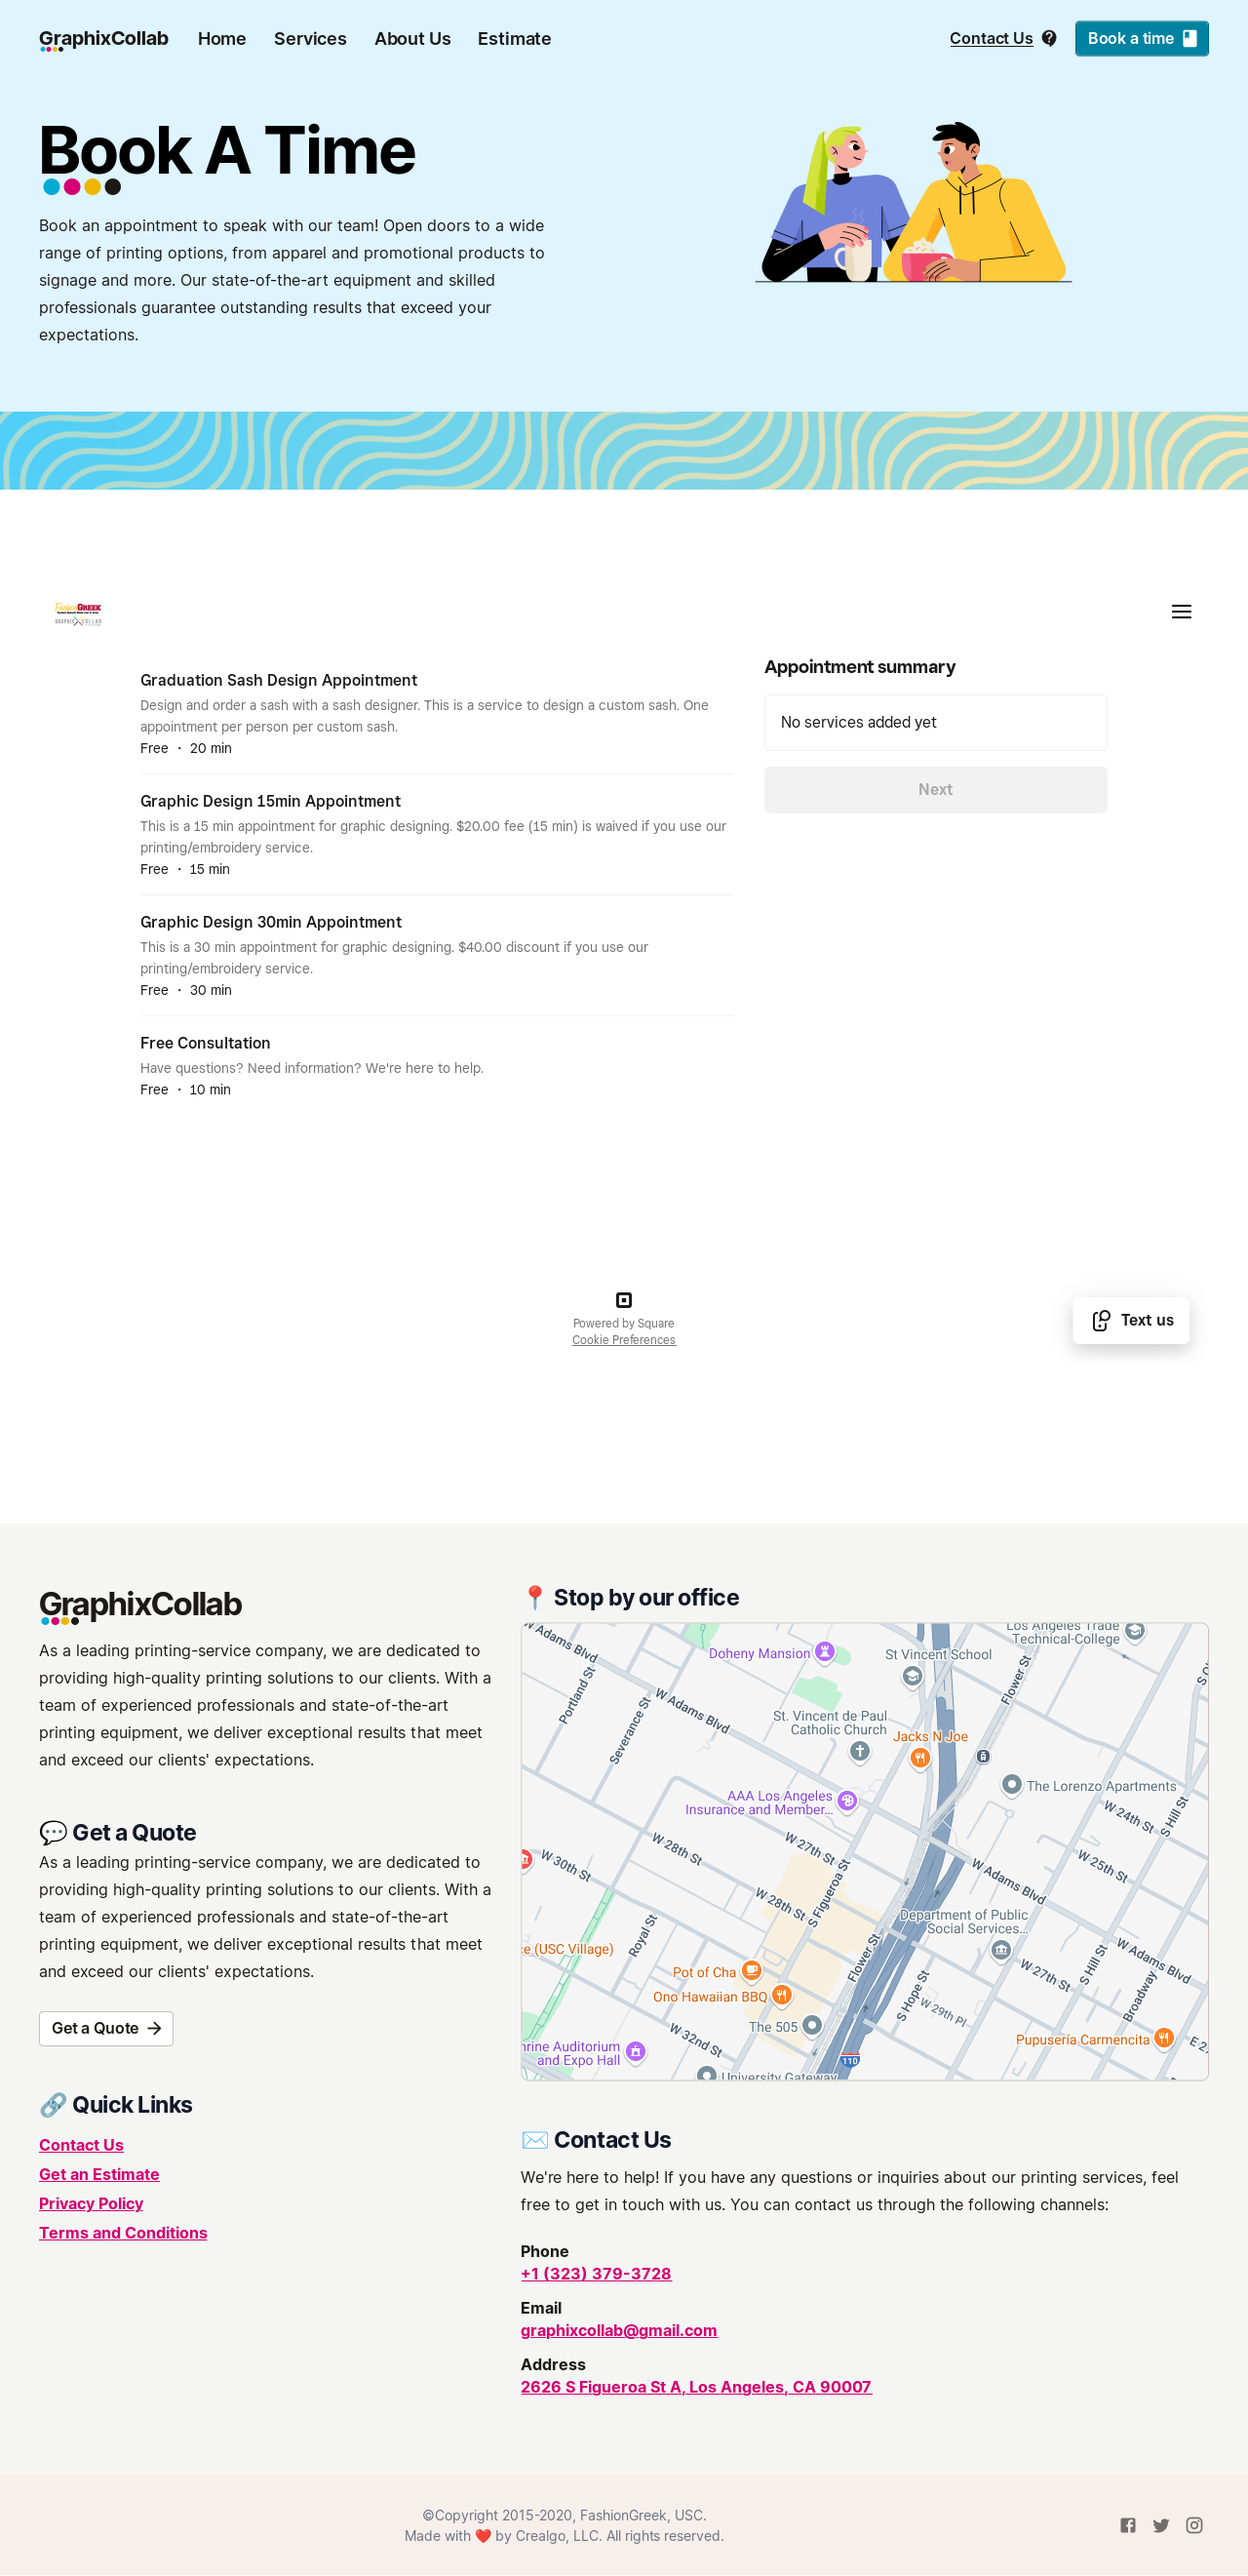 GraphixCollab
Home
Services
About Us
Estimate
Contact Us
Book a time
Book A Time
Book an appointment to speak with our team! Open doors to a wide
range of printing options, from apparel and promotional products to
signage and more. Our state-of-the-art equipment and skilled
professionals guarantee outstanding results that exceed your
expectations.
GREEK
GRAPHIX COLLAB
Graduation Sash Design Appointment
Design and order a sash with a sash designer. This is a service to design a custom sash. One
appointment per person per custom sash.
Free · 20 min
Graphic Design 15min Appointment
This is a 15 min appointment for graphic designing. $20.00 fee (15 min) is waived if you use our
printing/embroidery service.
Free · 15 min
Graphic Design 30min Appointment
This is a 30 min appointment for graphic designing. $40.00 discount if you use our
printing/embroidery service.
Free · 30 min
Free Consultation
Have questions? Need information? We're here to help.
Free · 10 min
Appointment summary
No services added yet
Next
Powered by Square
Cookie Preferences
Text us
GraphixCollab
As a leading printing-service company, we are dedicated to
providing high-quality printing solutions to our clients. With a
team of experienced professionals and state-of-the-art
printing equipment, we deliver exceptional results that meet
and exceed our clients' expectations.
💬 Get a Quote
As a leading printing-service company, we are dedicated to
providing high-quality printing solutions to our clients. With a
team of experienced professionals and state-of-the-art
printing equipment, we deliver exceptional results that meet
and exceed our clients' expectations.
Get a Quote →
🔗 Quick Links
Contact Us
Get an Estimate
Privacy Policy
Terms and Conditions
📍 Stop by our office
W Adams Blvd
Doheny Mansion
St Vincent School
Los Angeles Trade
Technical-College
Portland St
Severance St
W Adams Blvd
St. Vincent de Paul
Catholic Church
Flower St
Jacks N Joe
AAA Los Angeles
Insurance and Member...
The Lorenzo Apartments
W 24th St
S Hill St
W 30th St
W 28th St
W 27th St
S Figueroa St
W 28th St
W Adams Blvd
W 25th St
Department of Public
Social Services...
Royal St
ce (USC Village)
Pot of Cha
Ono Hawaiian BBQ
Flower St
W 27th St
S Hill St
W Adams Blvd
S Hope St
W 29th Pl
Broadway
The 505
W 32nd St
hrine Auditorium
and Expo Hall
110
Pupusería Carmencita
University Gateway
✉️ Contact Us
We're here to help! If you have any questions or inquiries about our printing services, feel
free to get in touch with us. You can contact us through the following channels:
Phone
+1 (323) 379-3728
Email
graphixcollab@gmail.com
Address
2626 S Figueroa St A, Los Angeles, CA 90007
©Copyright 2015-2020, FashionGreek, USC.
Made with ❤️ by Crealgo, LLC. All rights reserved.